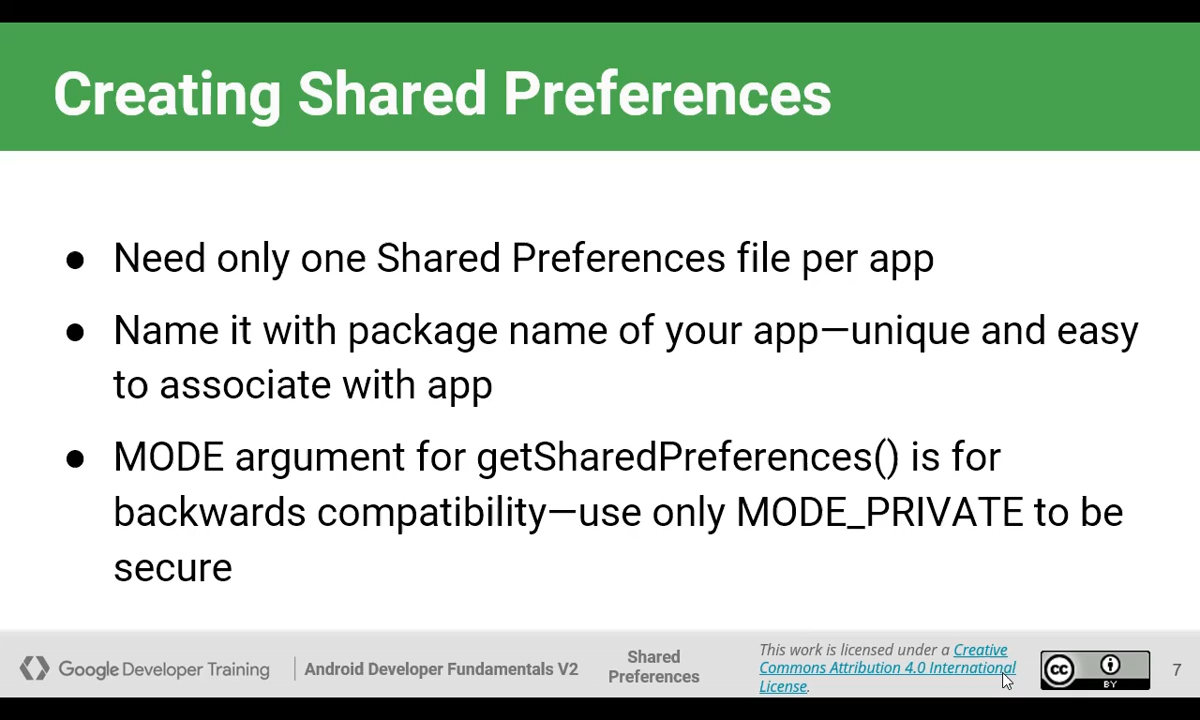 Creating Shared Preferences
● Need only one Shared Preferences file per app
● Name it with package name of your app—unique and easy
to associate with app
● MODE argument for getSharedPreferences() is for
backwards compatibility—use only MODE_PRIVATE to be
secure
Google Developer Training
Android Developer Fundamentals V2
Shared
Preferences
This work is licensed under a Creative
Commons Attribution 4.0 International
License.
cc
BY
7